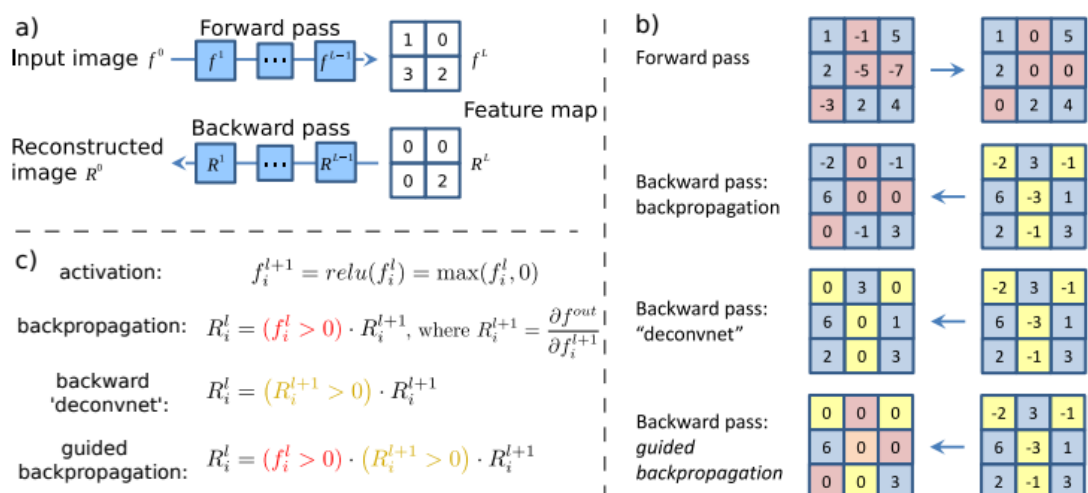 a)
Forward pass
Input image f^0
f^1
...
f^{L-1}
1 0
3 2
f^L
Feature map
Backward pass
Reconstructed
image R^0
R^1
...
R^{L-1}
0 0
0 2
R^L
b)
Forward pass
1 -1 5
2 -5 -7
-3 2 4
1 0 5
2 0 0
0 2 4
Backward pass:
backpropagation
-2 0 -1
6 0 0
0 -1 3
-2 3 -1
6 -3 1
2 -1 3
Backward pass:
“deconvnet”
0 3 0
6 0 1
2 0 3
-2 3 -1
6 -3 1
2 -1 3
Backward pass:
guided
backpropagation
0 0 0
6 0 0
0 0 3
-2 3 -1
6 -3 1
2 -1 3
c)
activation: f_i^{l+1} = relu(f_i^l) = max(f_i^l, 0)
backpropagation: R_i^l = (f_i^l > 0) · R_i^{l+1}, where R_i^{l+1} = ∂f^{out} / ∂f_i^{l+1}
backward
'deconvnet': R_i^l = (R_i^{l+1} > 0) · R_i^{l+1}
guided
backpropagation: R_i^l = (f_i^l > 0) · (R_i^{l+1} > 0) · R_i^{l+1}